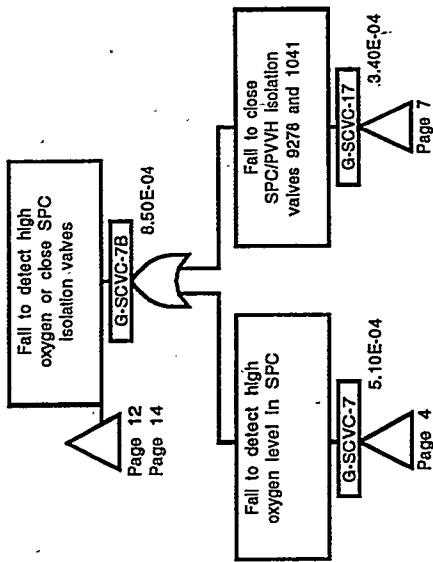 Fail to detect high
oxygen or close SPC
isolation valves
G-SCVC-7B
8.50E-04
Page 12
Page 14
Fail to detect high
oxygen level in SPC
G-SCVC-7
5.10E-04
Page 4
Fail to close
SPC/PVVH isolation
valves 9278 and 1041
G-SCVC-17
3.40E-04
Page 7